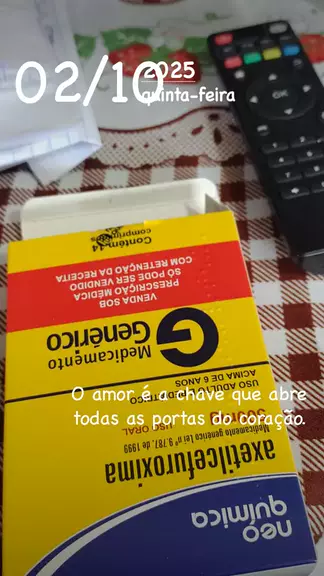 02/10
2025
quinta-feira
O amor é a chave que abre
todas as portas do coração.
neo
química
axetilcefuroxima
Medicamento genérico Lei nº 9.787, de 1999
USO ORAL
USO ADULTO E PEDIÁTRICO
ACIMA DE 6 ANOS
G
Medicamento
Genérico
VENDA SOB
PRESCRIÇÃO MÉDICA
SÓ PODE SER VENDIDO
COM RETENÇÃO DA RECEITA
Contém 14
comprimidos
OK